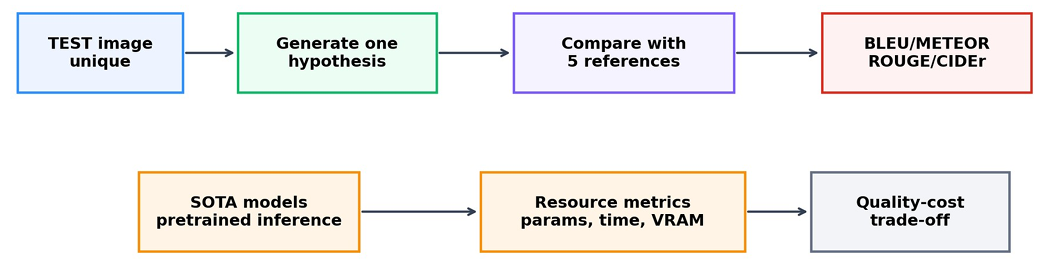 TEST image
unique
Generate one
hypothesis
Compare with
5 references
BLEU/METEOR
ROUGE/CIDEr
SOTA models
pretrained inference
Resource metrics
params, time, VRAM
Quality-cost
trade-off